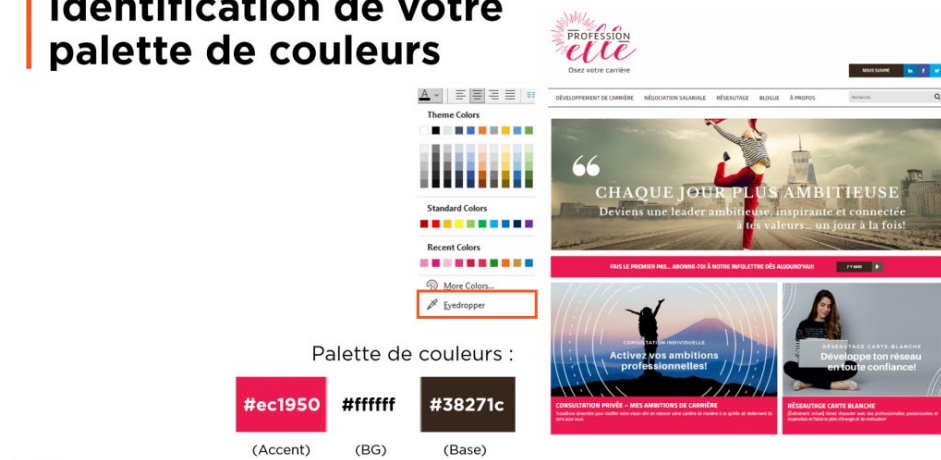 Identification de votre
palette de couleurs
A
Theme Colors
Standard Colors
Recent Colors
More Colors...
Eyedropper
Palette de couleurs :
#ec1950
#ffffff
#38271c
(Accent)
(BG)
(Base)
PROFESSION
elle
Osez votre carrière
NOUS SUIVRE
DÉVELOPPEMENT DE CARRIÈRE NÉGOCIATION SALARIALE RÉSEAUTAGE BLOGUE À PROPOS
Recherche
CHAQUE JOUR PLUS AMBITIEUSE
Deviens une leader ambitieuse, inspirante et connectée
à tes valeurs... un jour à la fois!
FAIS LE PREMIER PAS... ABONNE-TOI À NOTRE INFOLETTRE DÈS AUJOURD'HUI!
J'Y VAIS
CONSULTATION INDIVIDUELLE
Activez vos ambitions
professionnelles!
CONSULTATION PRIVÉE – MES AMBITIONS DE CARRIÈRE
RÉSEAUTAGE CARTE-BLANCHE
Développe ton réseau
en toute confiance!
RÉSEAUTAGE CARTE BLANCHE